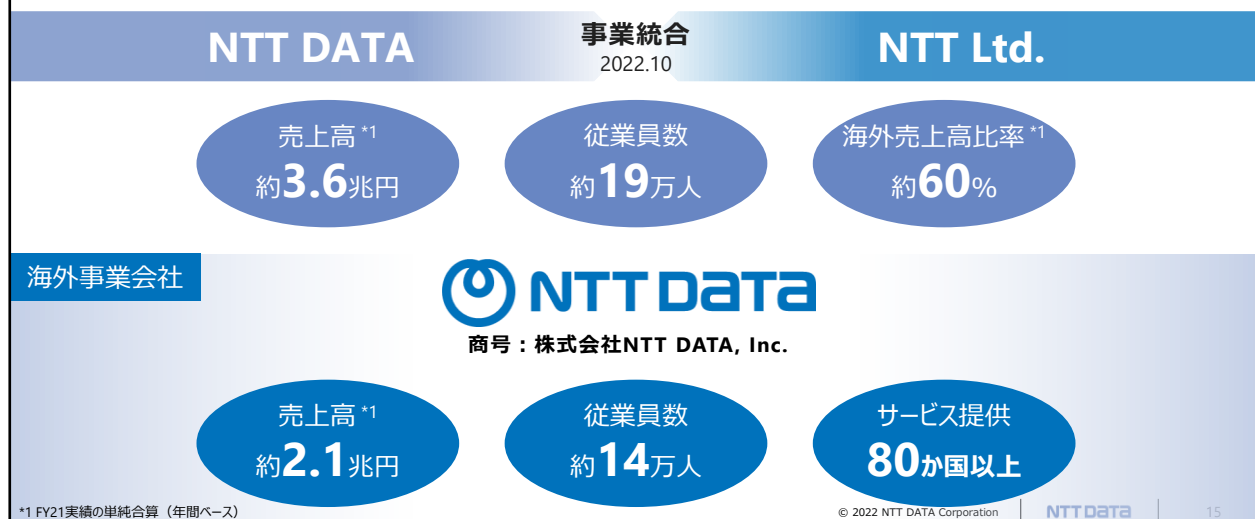 NTT DATA
事業統合
2022.10
NTT Ltd.
売上高 *1
約3.6兆円
従業員数
約19万人
海外売上高比率 *1
約60%
海外事業会社
NTT DATA
商号：株式会社NTT DATA, Inc.
売上高 *1
約2.1兆円
従業員数
約14万人
サービス提供
80か国以上
*1 FY21実績の単純合算（年間ベース）
© 2022 NTT DATA Corporation
NTT DATA
15